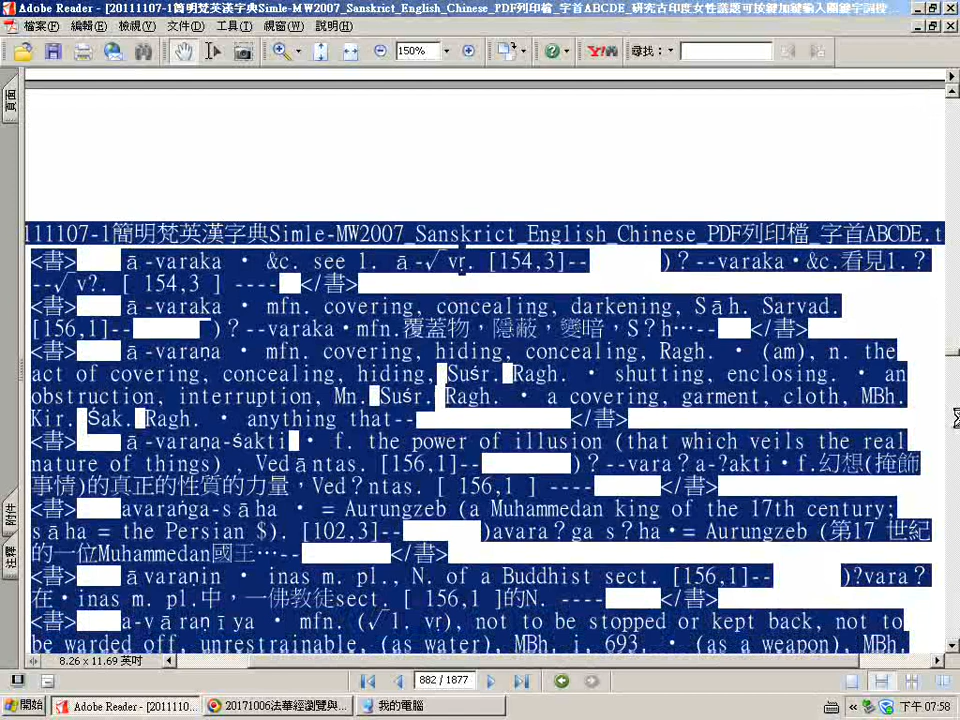 Adobe Reader - [20111107-1簡明梵英漢字典Simle-MW2007_Sanskrict_English_Chinese_PDF列印檔_字首ABCDE_研究古印度女性議題可按鍵加鍵輸入關鍵字詞搜
檔案(F) 編輯(E) 檢視(V) 文件(D) 工具(T) 視窗(W) 說明(H)
150% Y! 尋找:
頁面
111107-1簡明梵英漢字典Simle-MW2007_Sanskrict_English_Chinese_PDF列印檔_字首ABCDE.t
<書> ā-varaka ‧ &c. see 1. ā-√ vṛ. [154,3]-- )？--varaka‧&c.看見1.？
--√ v?. [ 154,3 ] ---- </書>
<書> ā-varaka ‧ mfn. covering, concealing, darkening, Sāh. Sarvad.
[156,1]-- )？--varaka‧mfn.覆蓋物，隱蔽，變暗，S？h…-- </書>
<書> ā-varaṇa ‧ mfn. covering, hiding, concealing, Ragh. ‧ (am), n. the
act of covering, concealing, hiding, Suśr. Ragh. ‧ shutting, enclosing. ‧ an
obstruction, interruption, Mn. Suśr. Ragh. ‧ a covering, garment, cloth, MBh.
Kir. Śak. Ragh. ‧ anything that-- </書>
<書> ā-varaṇa-śakti ‧ f. the power of illusion (that which veils the real
nature of things) , Vedāntas. [156,1]-- )？--vara？a-?akti‧f.幻想(掩飾
事情)的真正的性質的力量，Ved？ntas. [ 156,1 ] ---- </書>
<書> avaraṅga-sāha ‧ = Aurungzeb (a Muhammedan king of the 17th century;
sāha = the Persian $). [102,3]-- )avara？ga s？ha‧= Aurungzeb (第17 世紀
的一位Muhammedan國王…-- </書>
<書> āvaraṇin ‧ inas m. pl., N. of a Buddhist sect. [156,1]-- )?vara？
在‧inas m. pl.中，一佛教徒sect. [ 156,1 ]的N. ---- </書>
<書> a-vāraṇīya ‧ mfn. (√ 1. vṛ), not to be stopped or kept back, not to
be warded off, unrestrainable, (as water), MBh. i, 693. ‧ (as a weapon), MBh.
附件
注釋
8.26 x 11.69 英吋
882 / 1877
開始 Adobe Reader - [2011110... 20171006法華經瀏覽與... 我的電腦 下午 07:58